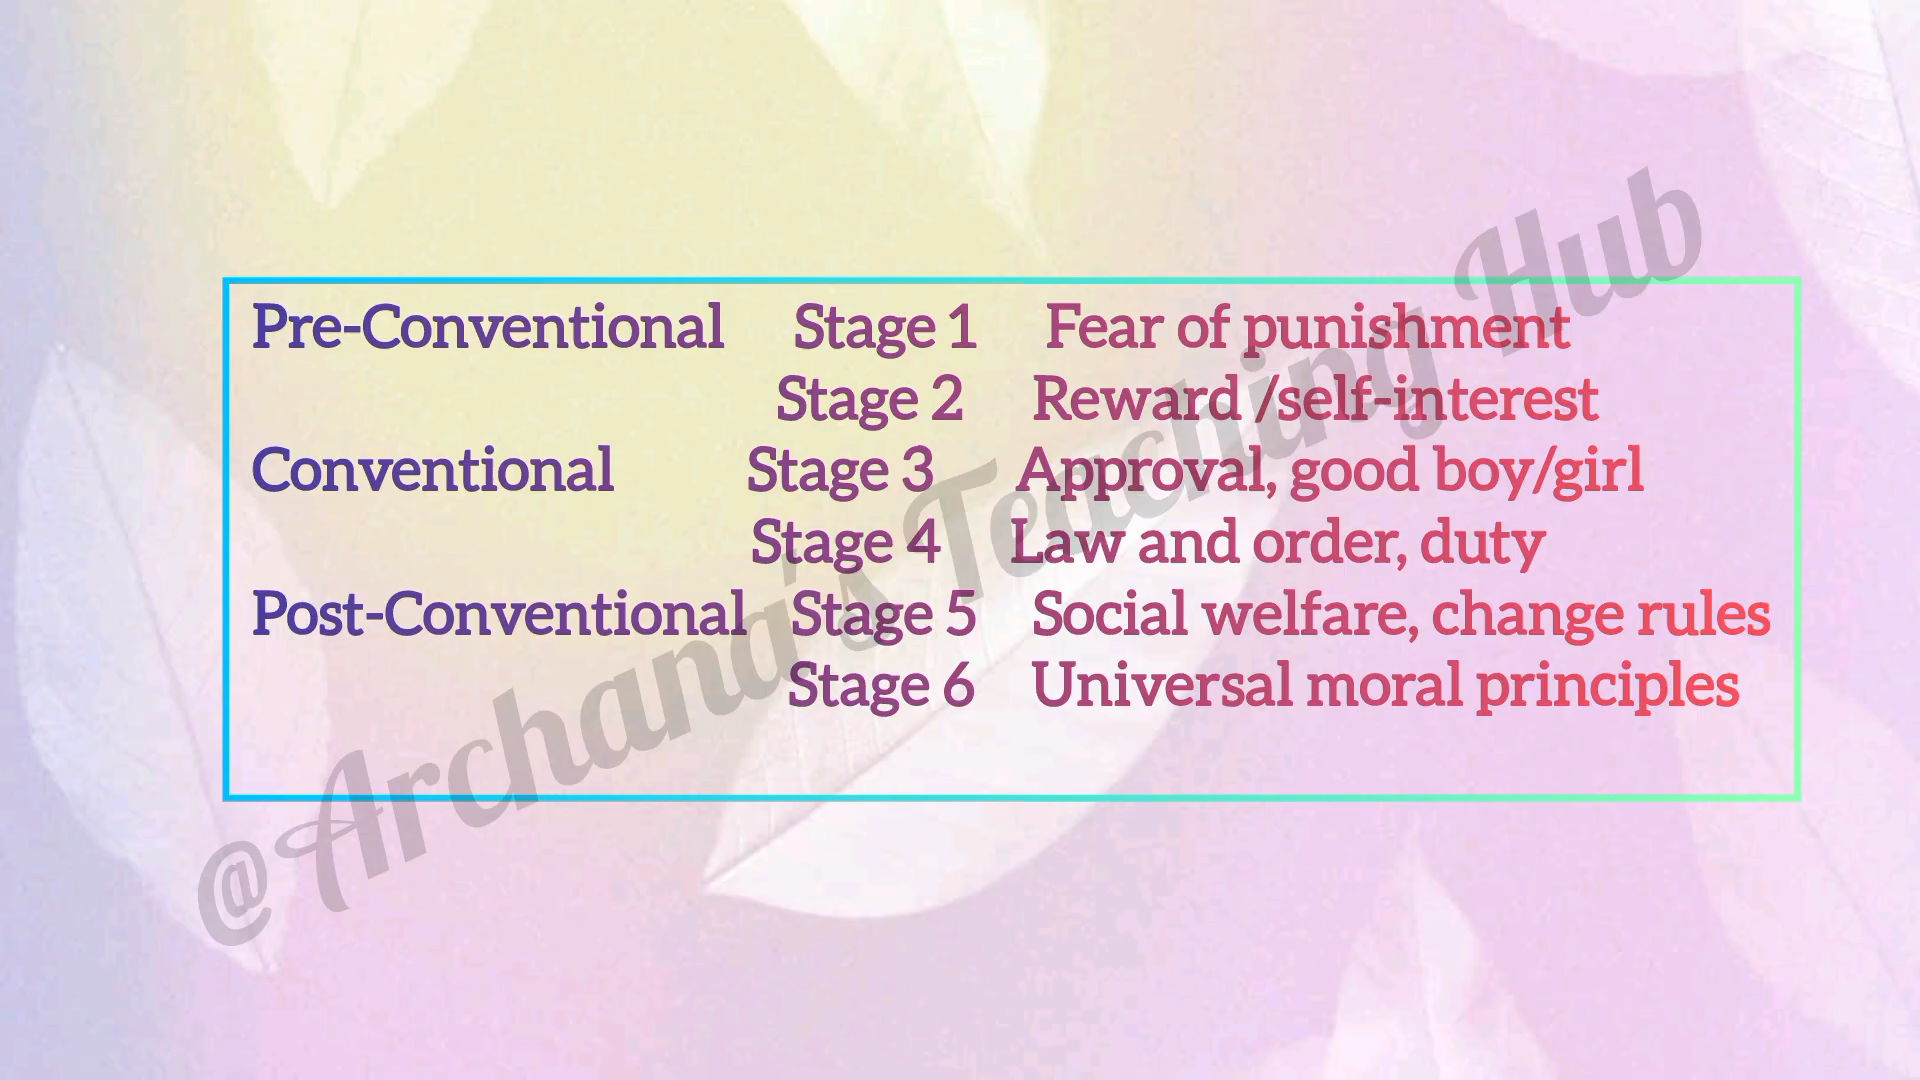 Pre-Conventional Stage 1 Fear of punishment
Stage 2 Reward /self-interest
Conventional Stage 3 Approval, good boy/girl
Stage 4 Law and order, duty
Post-Conventional Stage 5 Social welfare, change rules
Stage 6 Universal moral principles
@Archana's Teaching Hub